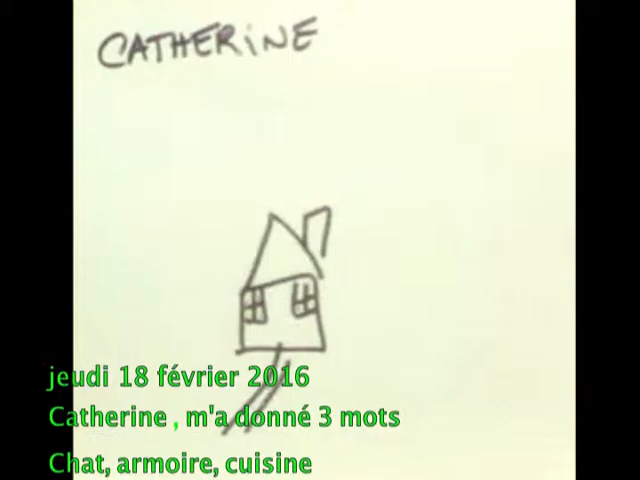 CATHERiNE
jeudi 18 février 2016
Catherine , m'a donné 3 mots
Chat, armoire, cuisine